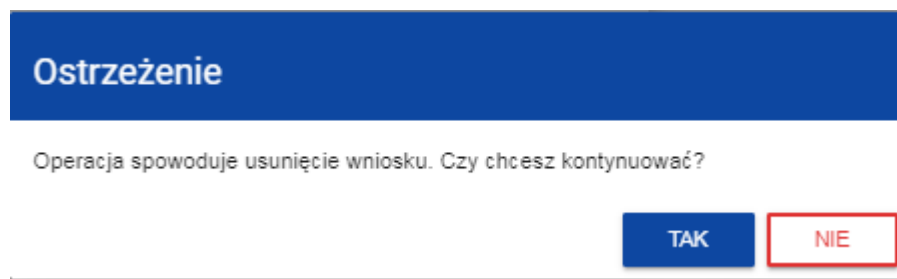 Ostrzeżenie
Operacja spowoduje usunięcie wniosku. Czy chcesz kontynuować?
TAK NIE